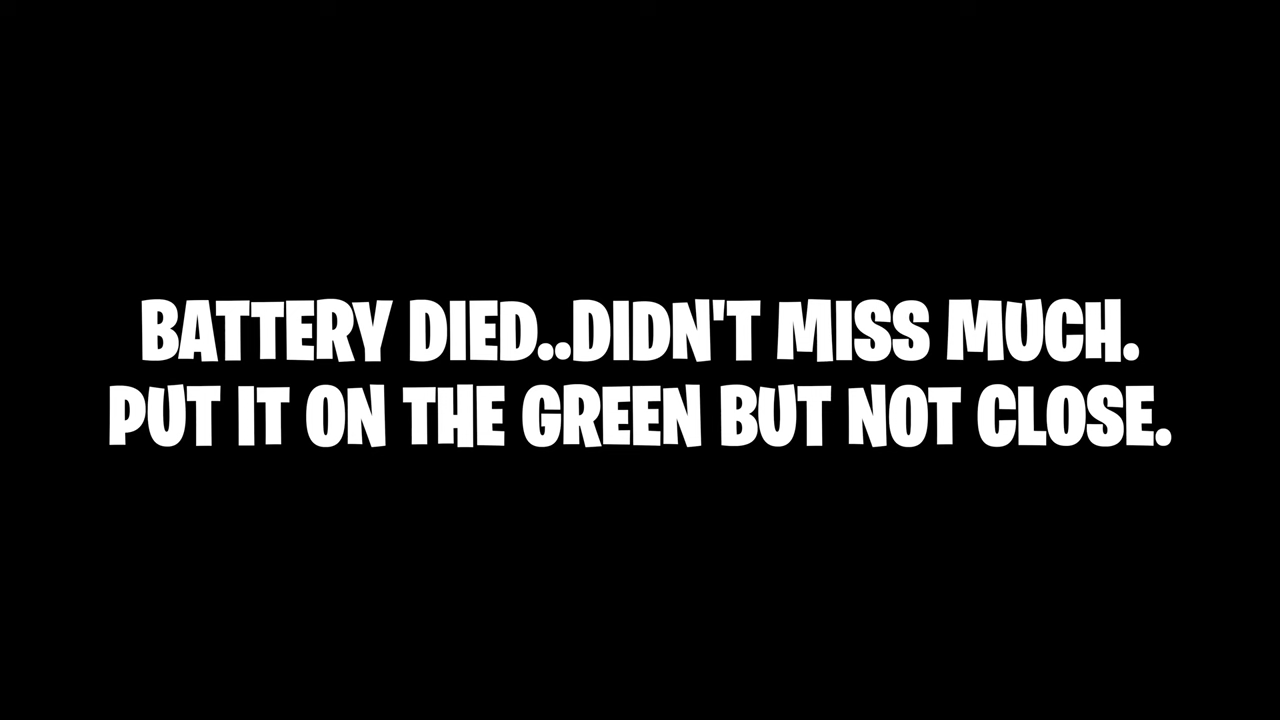 BATTERY DIED..DIDN'T MISS MUCH.
PUT IT ON THE GREEN BUT NOT CLOSE.